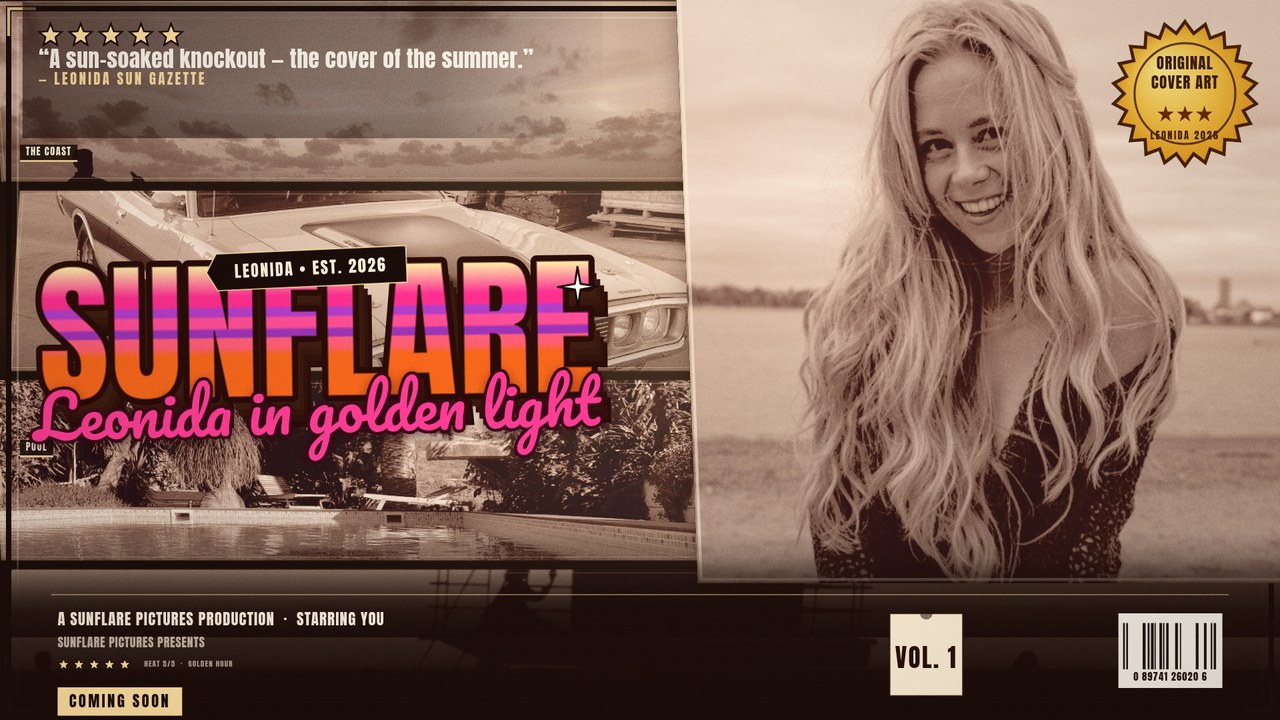 “A sun-soaked knockout – the cover of the summer.”
– LEONIDA SUN GAZETTE
ORIGINAL
COVER ART
LEONIDA 2026
THE COAST
LEONIDA • EST. 2026
SUNFLARE
Leonida in golden light
POOL
A SUNFLARE PICTURES PRODUCTION · STARRING YOU
SUNFLARE PICTURES PRESENTS
HEAT 5/5 · GOLDEN HOUR
COMING SOON
VOL. 1
0 89741 26020 6